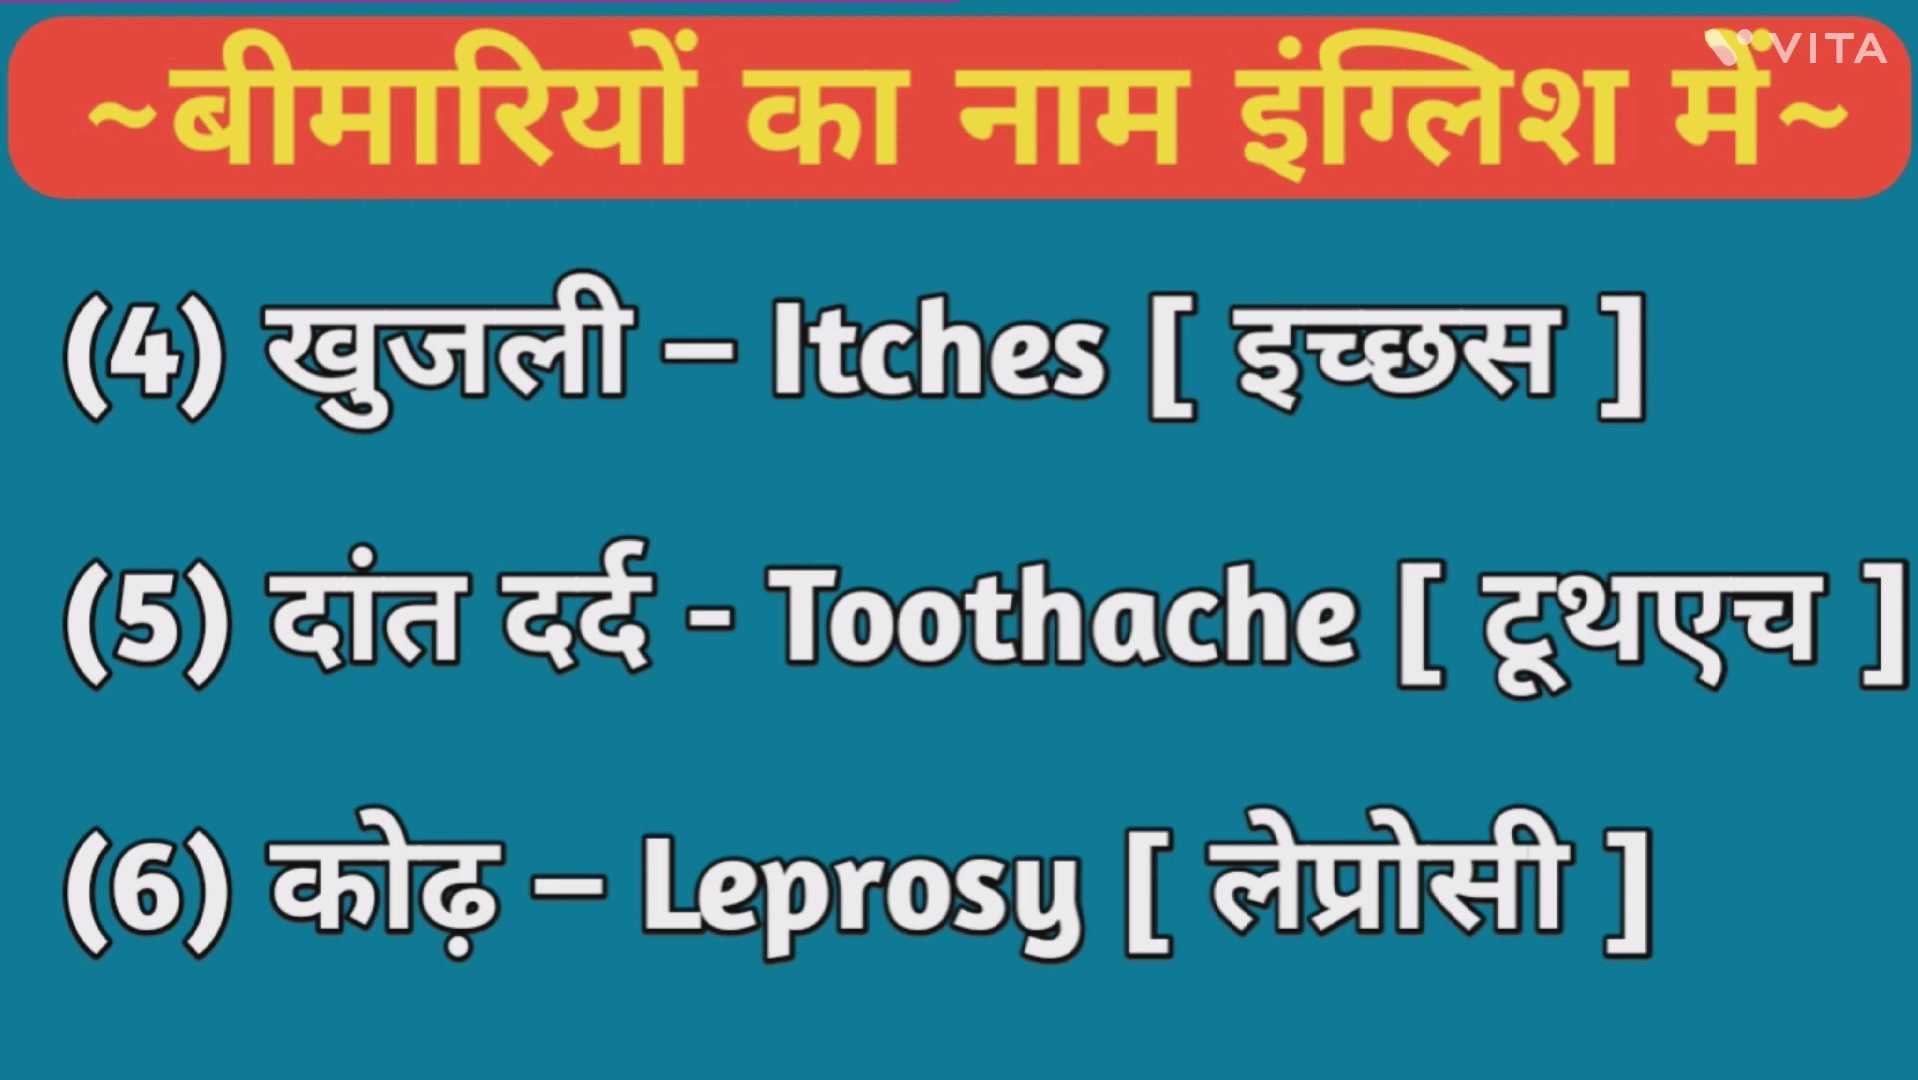 ~बीमारियों का नाम इंग्लिश में~
VITA
(4) खुजली – Itches [ इच्छस ]
(5) दांत दर्द - Toothache [ टूथएच ]
(6) कोढ़ – Leprosy [ लेप्रोसी ]